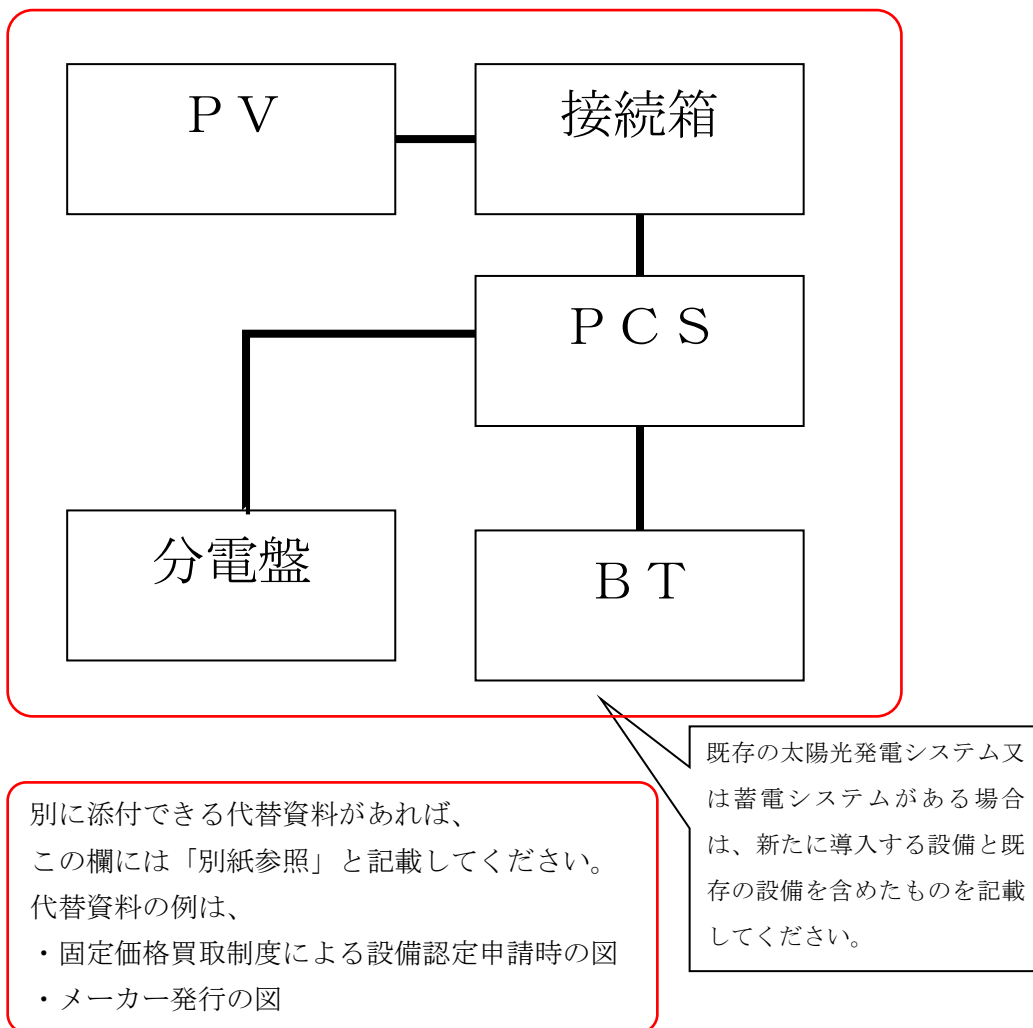 ＰＶ
接続箱
ＰＣＳ
分電盤
ＢＴ
既存の太陽光発電システム又
は蓄電システムがある場合
は、新たに導入する設備と既
存の設備を含めたものを記載
してください。
別に添付できる代替資料があれば、
この欄には「別紙参照」と記載してください。
代替資料の例は、
・固定価格買取制度による設備認定申請時の図
・メーカー発行の図